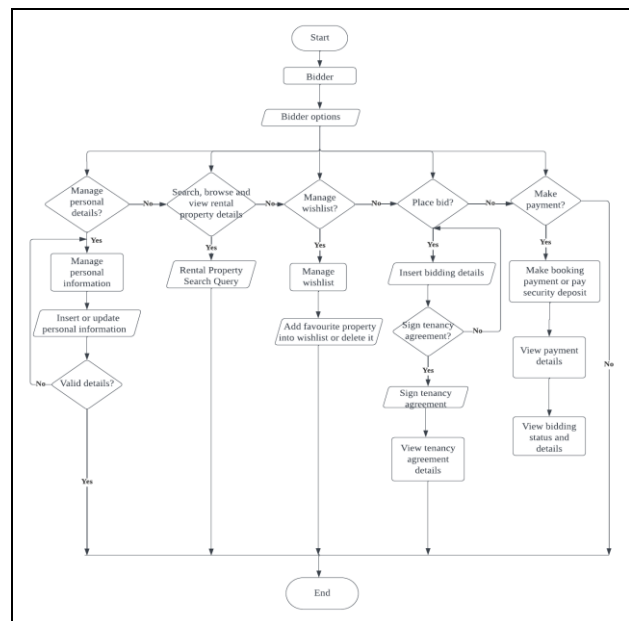 Start
Bidder
Bidder options
Manage
personal
details?
No
Search, browse and
view rental
property details
No
Manage
wishlist?
No
Place bid?
No
Make
payment?
Yes
Yes
Yes
Yes
Yes
Manage
personal
information
Rental Property
Search Query
Manage
wishlist
Insert bidding details
Make booking
payment or pay
security deposit
Insert or update
personal information
Add favourite property
into wishlist or delete it
Sign tenancy
agreement?
No
View payment
details
No
No
Valid details?
Yes
Sign tenancy
agreement
View bidding
status and
details
View tenancy
agreement
details
Yes
End